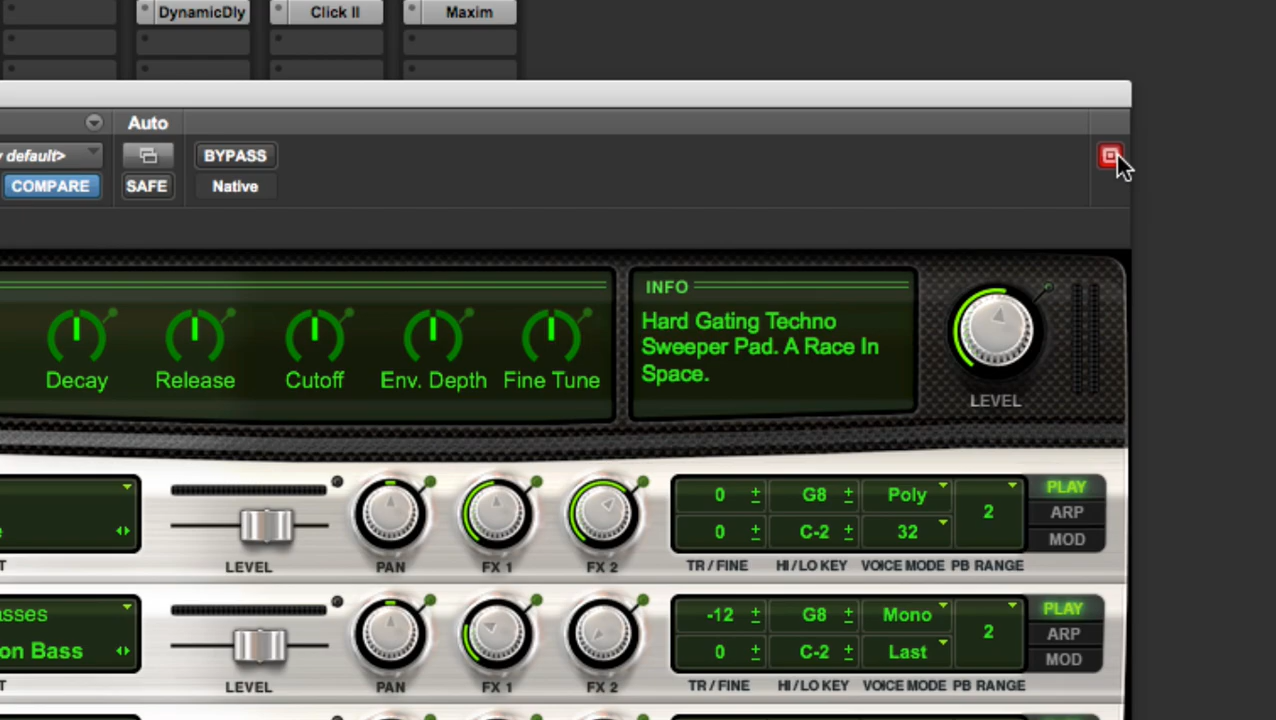 DynamicDly Click II Maxim
Auto
default> BYPASS
COMPARE SAFE Native
INFO
Hard Gating Techno
Sweeper Pad. A Race In
Space.
Decay Release Cutoff Env. Depth Fine Tune
LEVEL
0 ± G8 ± Poly 2 PLAY
ARP
0 ± C-2 ± 32 MOD
LEVEL PAN FX 1 FX 2 TR / FINE HI / LO KEY VOICE MODE PB RANGE
-12 ± G8 ± Mono 2 PLAY
ARP
on Bass 0 ± C-2 ± Last MOD
LEVEL PAN FX 1 FX 2 TR / FINE HI / LO KEY VOICE MODE PB RANGE